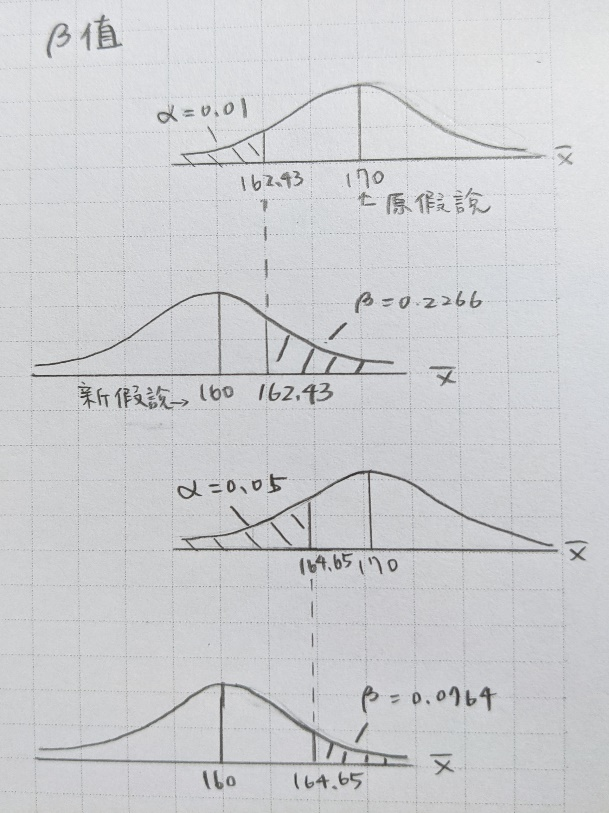 β值
α=0.01
x̄
162.43 170
↑原假說
β=0.2266
x̄
新假說→ 160 162.43
α=0.05
x̄
164.65 170
β=0.0764
x̄
160 164.65